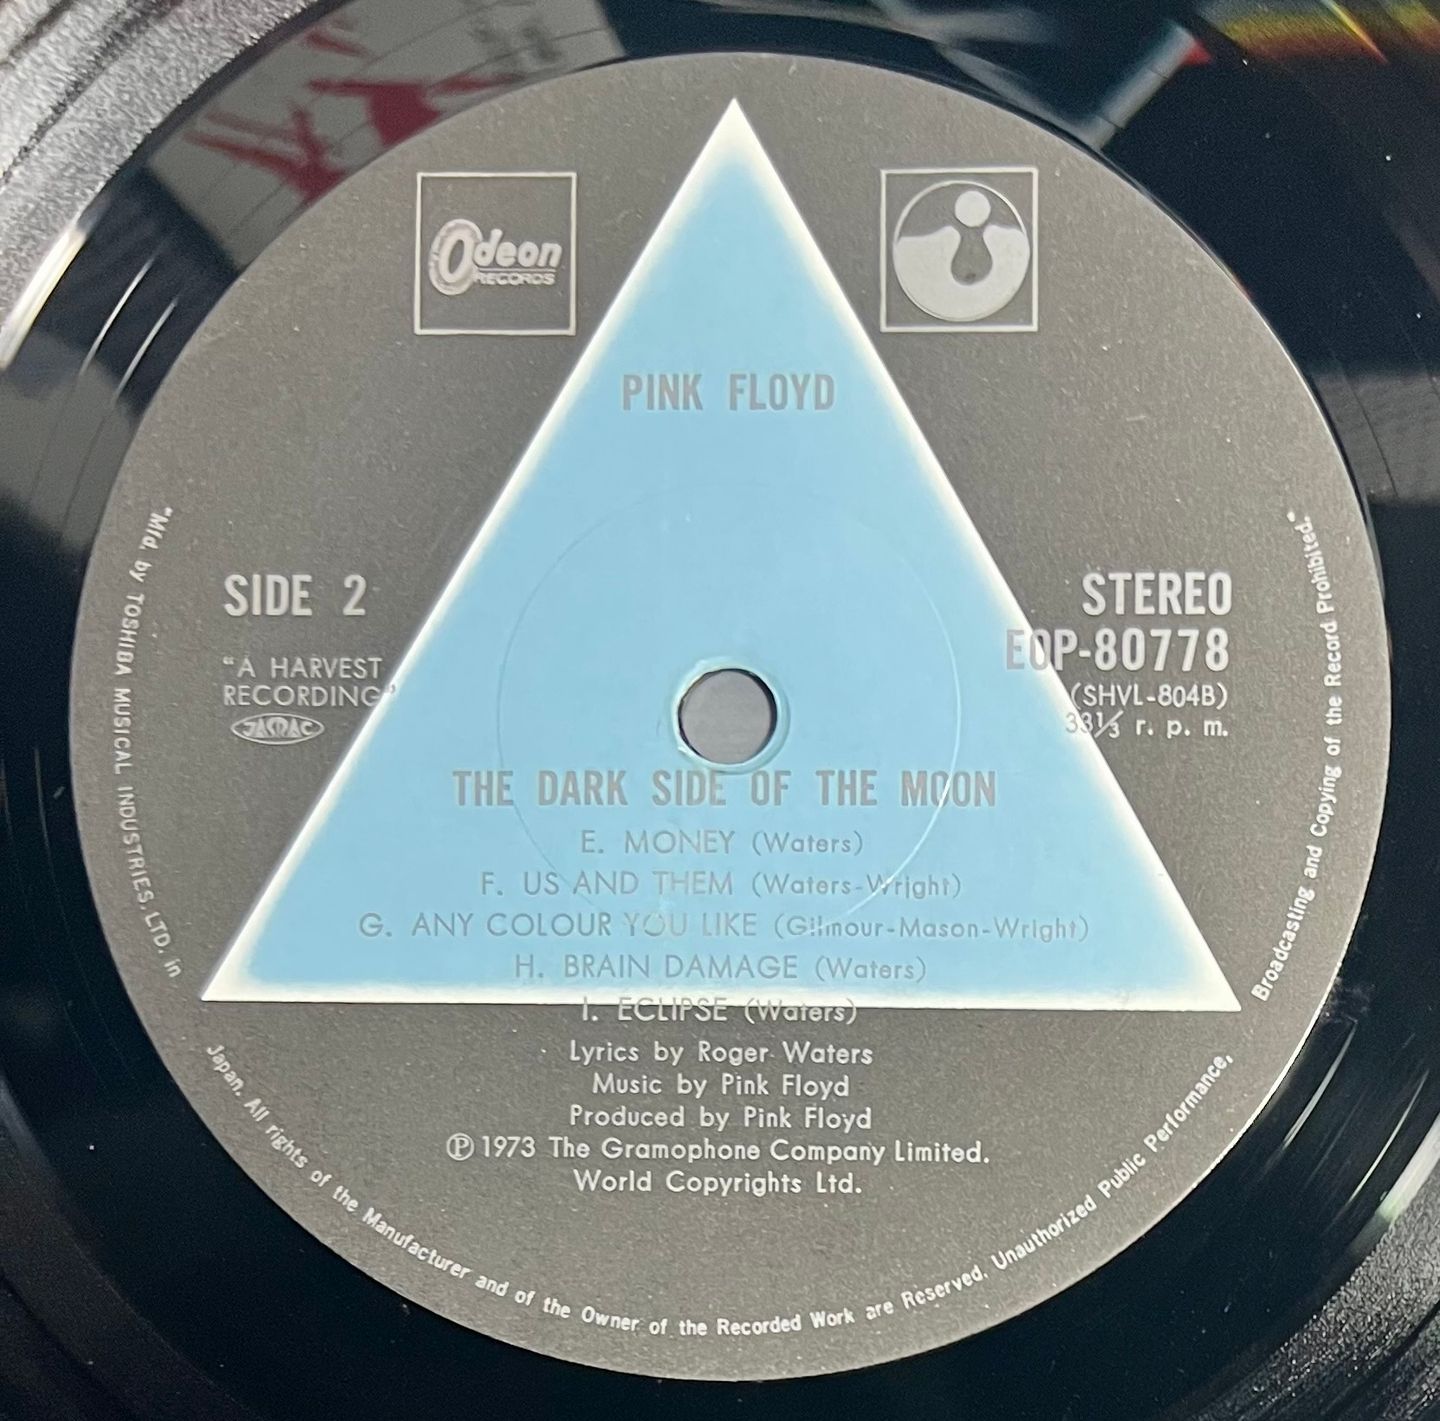 Odeon
RECORDS
PINK FLOYD
SIDE 2
"A HARVEST
RECORDING"
JASRAC
STEREO
EOP-80778
(SHVL-804B)
33⅓ r. p. m.
THE DARK SIDE OF THE MOON
E. MONEY (Waters)
F. US AND THEM (Waters-Wright)
G. ANY COLOUR YOU LIKE (Gilmour-Mason-Wright)
H. BRAIN DAMAGE (Waters)
I. ECLIPSE (Waters)
Lyrics by Roger Waters
Music by Pink Floyd
Produced by Pink Floyd
Ⓟ 1973 The Gramophone Company Limited.
World Copyrights Ltd.
"Mfd. by TOSHIBA MUSICAL INDUSTRIES, LTD. in Japan. All rights of the Manufacturer and of the Owner of the Recorded Work are Reserved. Unauthorized Public Performance, Broadcasting and Copying of the Record Prohibited."